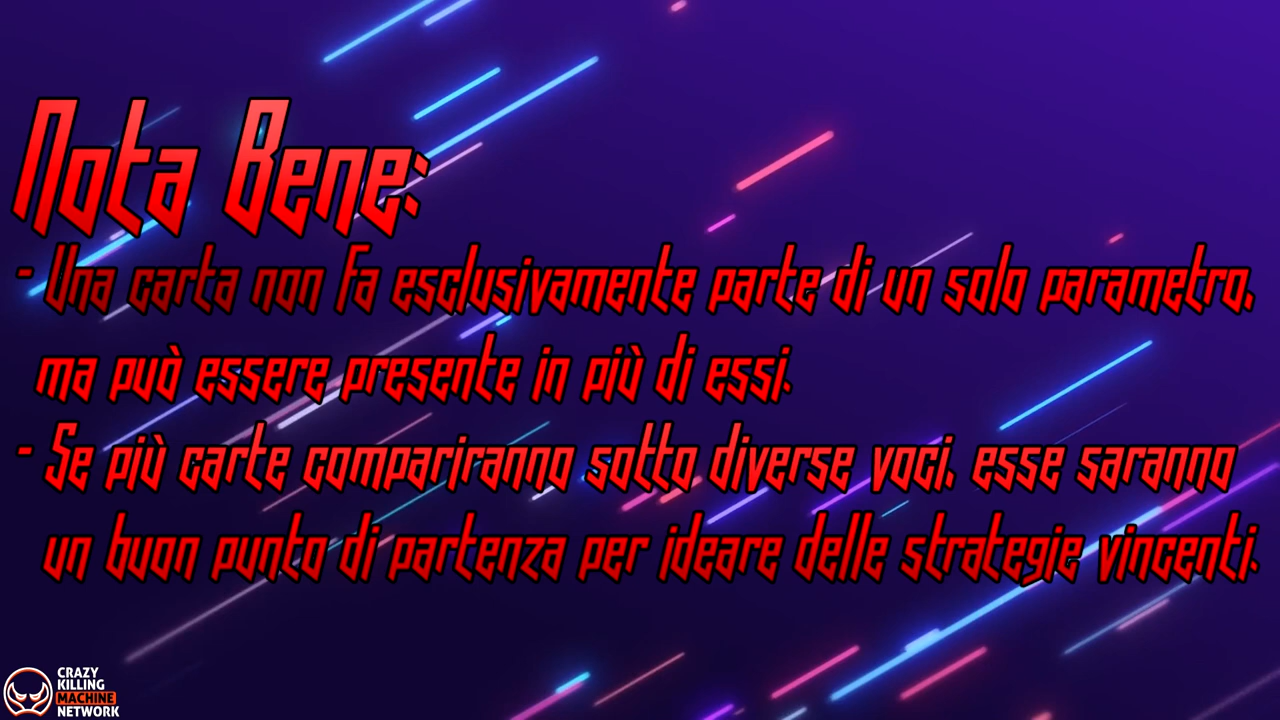 Nota Bene:
- Una carta non fa esclusivamente parte di un solo parametro,
ma può essere presente in più di essi.
- Se più carte compariranno sotto diverse voci, esse saranno
un buon punto di partenza per ideare delle strategie vincenti.
CRAZY
KILLING
MACHINE
NETWORK